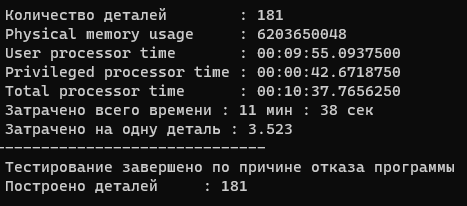 Количество деталей : 181
Physical memory usage : 6203650048
User processor time : 00:09:55.0937500
Privileged processor time : 00:00:42.6718750
Total processor time : 00:10:37.7656250
Затрачено всего времени : 11 мин : 38 сек
Затрачено на одну деталь : 3.523
------------------------------
Тестирование завершено по причине отказа программы
Построено деталей : 181